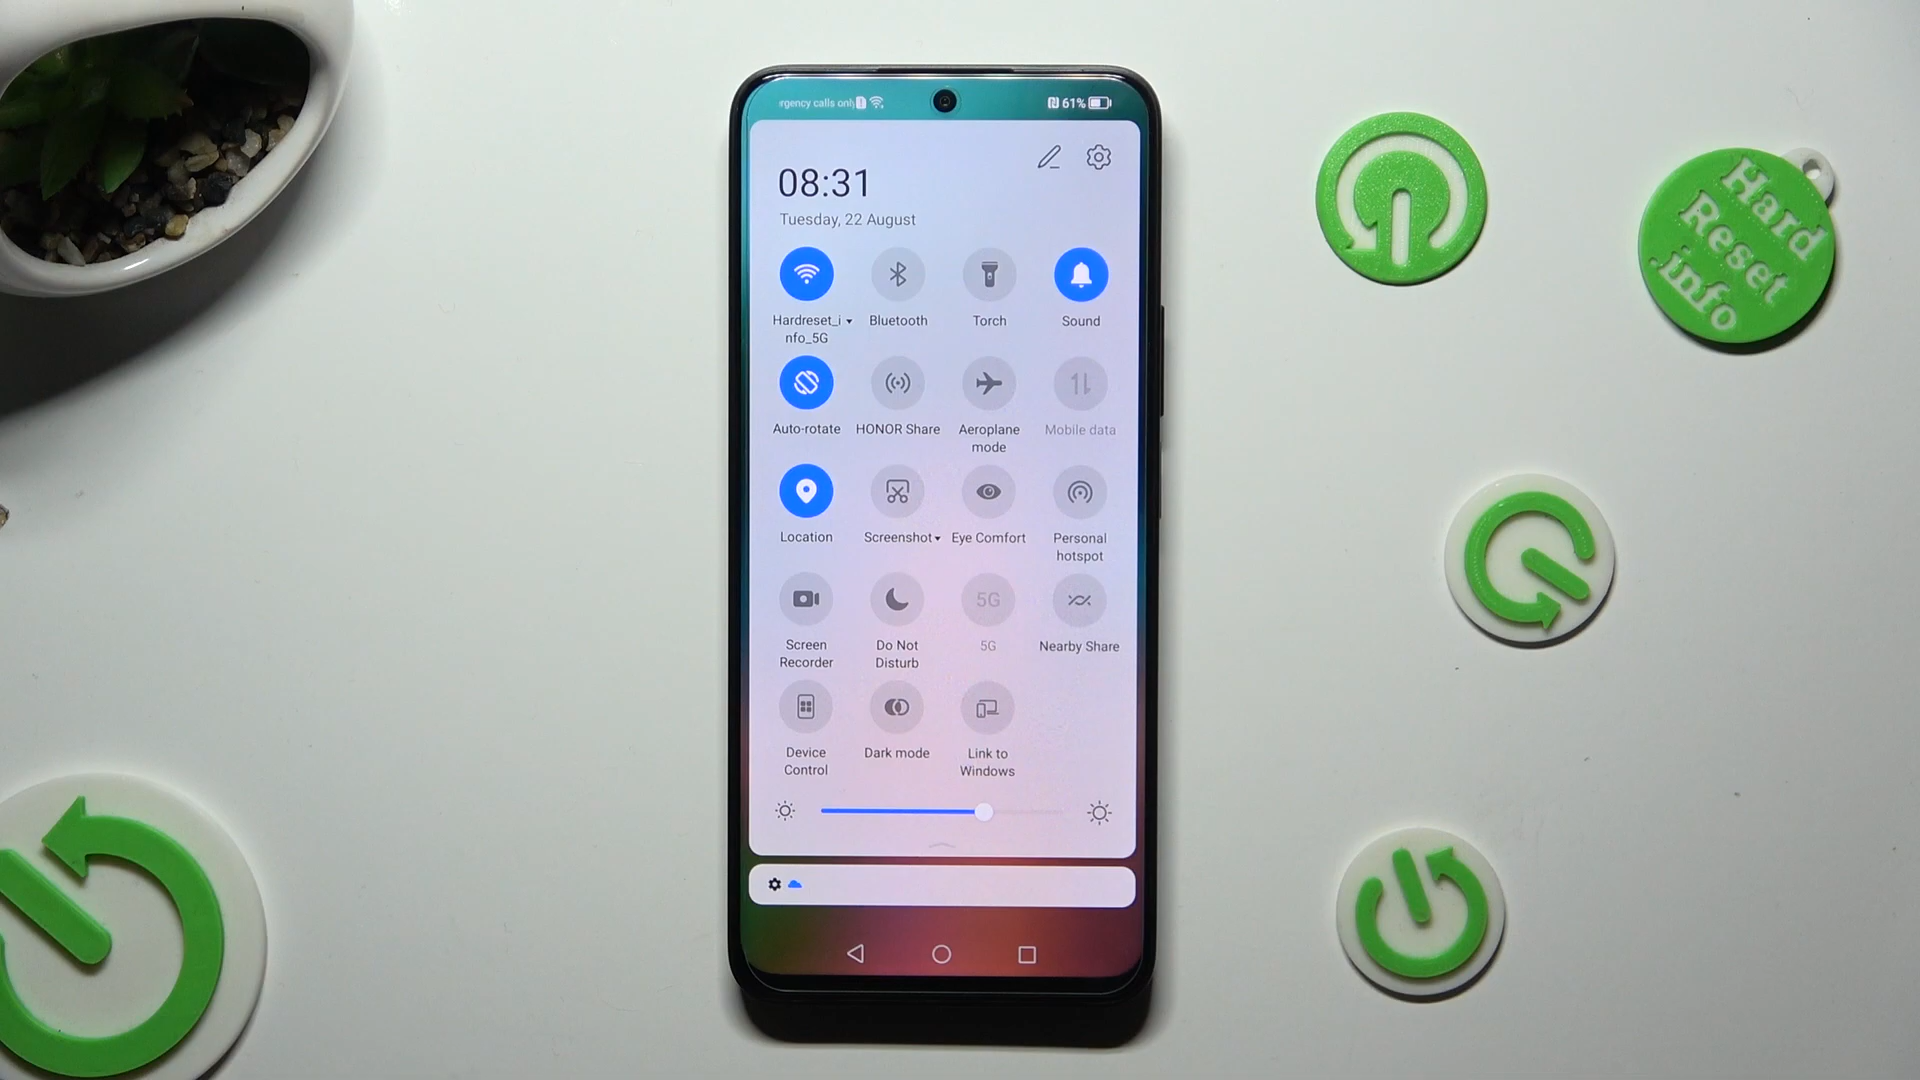 rgency calls only
61%
08:31
Tuesday, 22 August
Hardreset_i
nfo_5G
Bluetooth
Torch
Sound
Auto-rotate
HONOR Share
Aeroplane
mode
Mobile data
Location
Screenshot
Eye Comfort
Personal
hotspot
Screen
Recorder
Do Not
Disturb
5G
5G
Nearby Share
Device
Control
Dark mode
Link to
Windows
Hard
Reset
.info